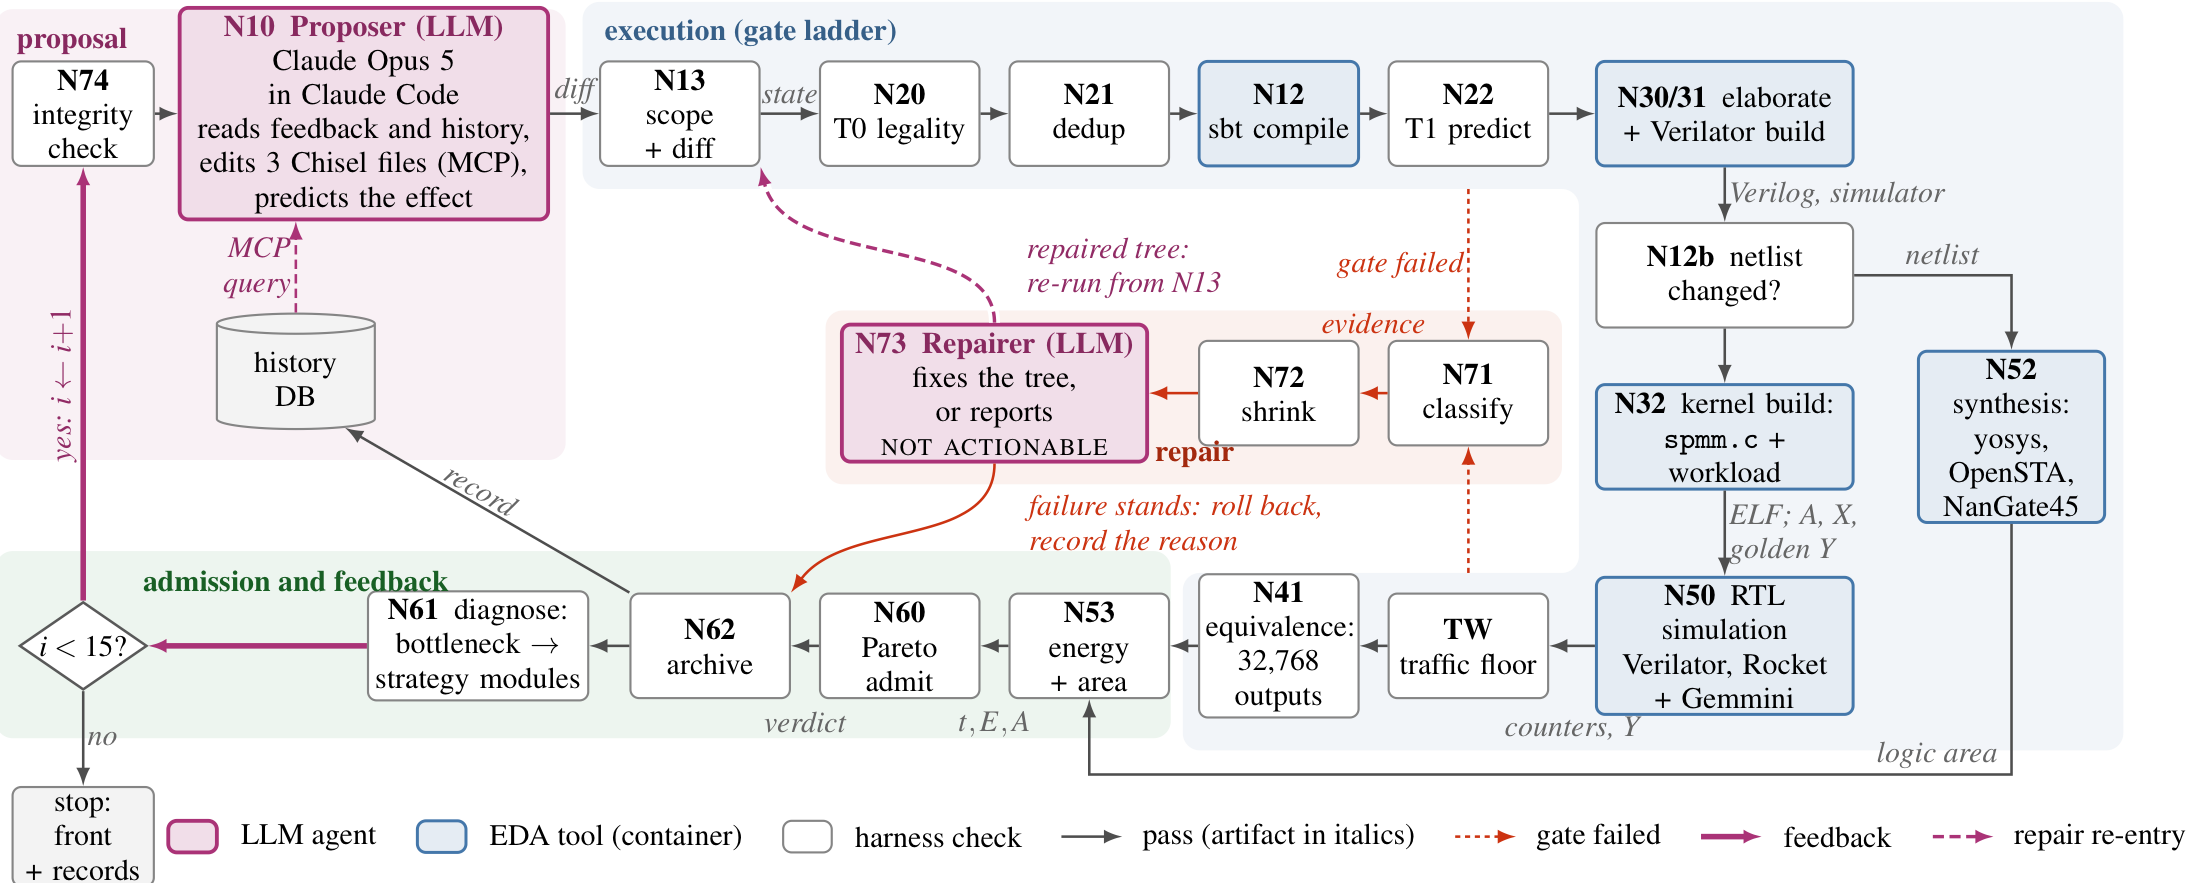 proposal
N74
integrity
check
N10 Proposer (LLM)
Claude Opus 5
in Claude Code
reads feedback and history,
edits 3 Chisel files (MCP),
predicts the effect
MCP
query
history
DB
yes: i ← i+1
record
diff
execution (gate ladder)
N13
scope
+ diff
state
N20
T0 legality
N21
dedup
N12
sbt compile
N22
T1 predict
N30/31 elaborate
+ Verilator build
Verilog, simulator
N12b netlist
changed?
netlist
N32 kernel build:
spmm.c +
workload
N52
synthesis:
yosys,
OpenSTA,
NanGate45
ELF; A, X,
golden Y
N50 RTL
simulation
Verilator, Rocket
+ Gemmini
counters, Y
logic area
repaired tree:
re-run from N13
gate failed
evidence
N73 Repairer (LLM)
fixes the tree,
or reports
NOT ACTIONABLE
N72
shrink
N71
classify
repair
failure stands: roll back,
record the reason
admission and feedback
i < 15?
N61 diagnose:
bottleneck →
strategy modules
N62
archive
N60
Pareto
admit
N53
energy
+ area
N41
equivalence:
32,768
outputs
TW
traffic floor
verdict
t, E, A
no
stop:
front
+ records
LLM agent
EDA tool (container)
harness check
pass (artifact in italics)
gate failed
feedback
repair re-entry